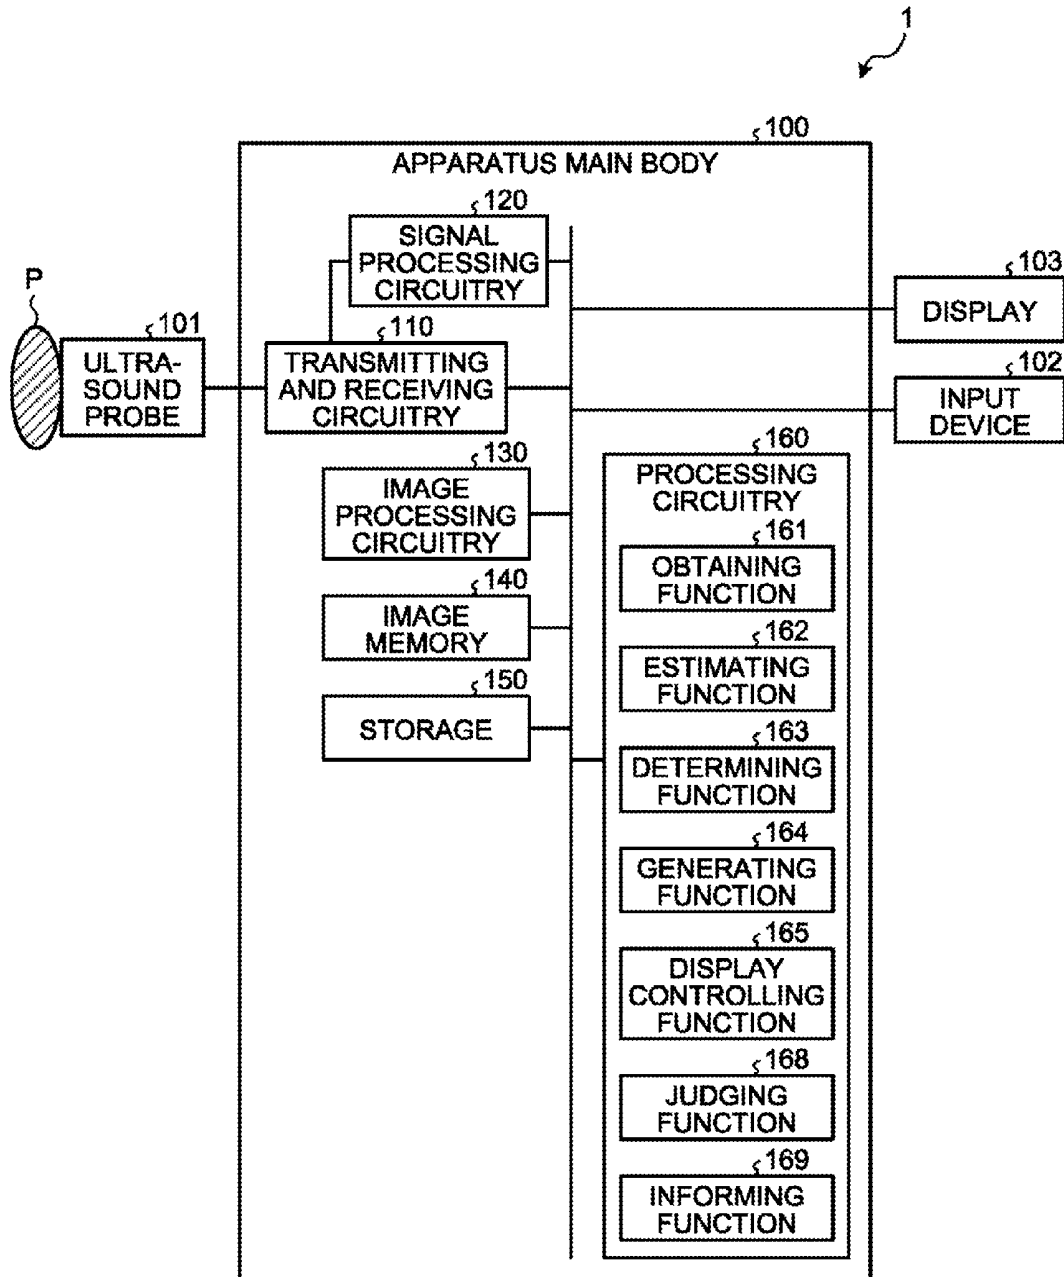 1
100
APPARATUS MAIN BODY
120
SIGNAL
PROCESSING
CIRCUITRY
P
101
ULTRA-
SOUND
PROBE
110
TRANSMITTING
AND RECEIVING
CIRCUITRY
103
DISPLAY
102
INPUT
DEVICE
130
IMAGE
PROCESSING
CIRCUITRY
140
IMAGE
MEMORY
150
STORAGE
160
PROCESSING
CIRCUITRY
161
OBTAINING
FUNCTION
162
ESTIMATING
FUNCTION
163
DETERMINING
FUNCTION
164
GENERATING
FUNCTION
165
DISPLAY
CONTROLLING
FUNCTION
168
JUDGING
FUNCTION
169
INFORMING
FUNCTION